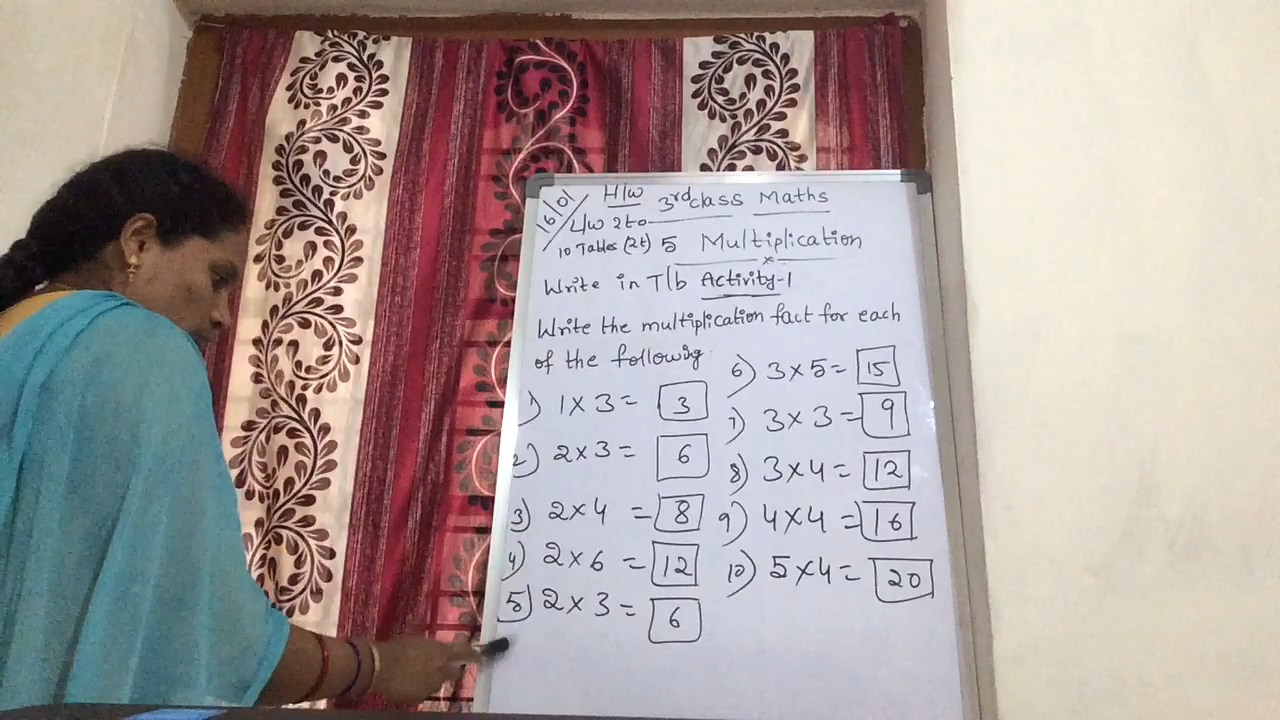 16/01 H/w 3rd class Maths
L/w 2 to
10 Tables (2t) 5 Multiplication
×
Write in T/b Activity-1
Write the multiplication fact for each
of the following
1) 1 × 3 = 3
2) 2 × 3 = 6
3) 2 × 4 = 8
4) 2 × 6 = 12
5) 2 × 3 = 6
6) 3 × 5 = 15
7) 3 × 3 = 9
8) 3 × 4 = 12
9) 4 × 4 = 16
10) 5 × 4 = 20